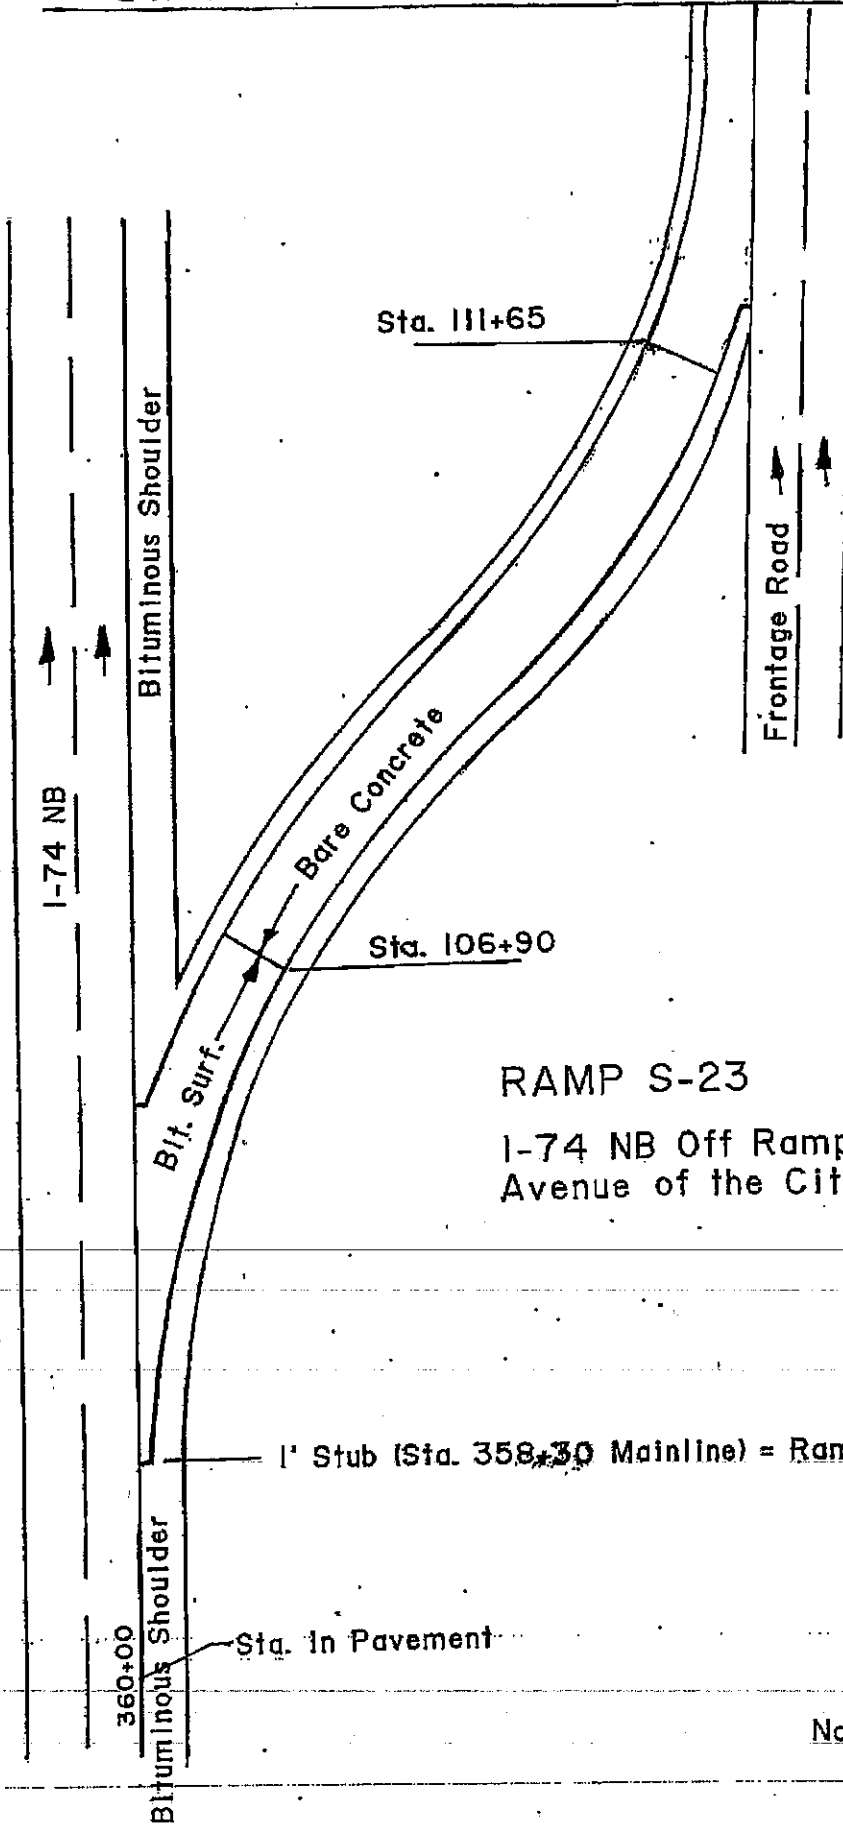 Sta. 111+65
Bituminous Shoulder
Frontage Road
I-74 NB
Bare Concrete
Sta. 106+90
Bit. Surf.
RAMP S-23
I-74 NB Off Ramp
Avenue of the Cit
1' Stub (Sta. 358+30 Mainline) = Ram
Bituminous Shoulder
360+00
Sta. In Pavement
No